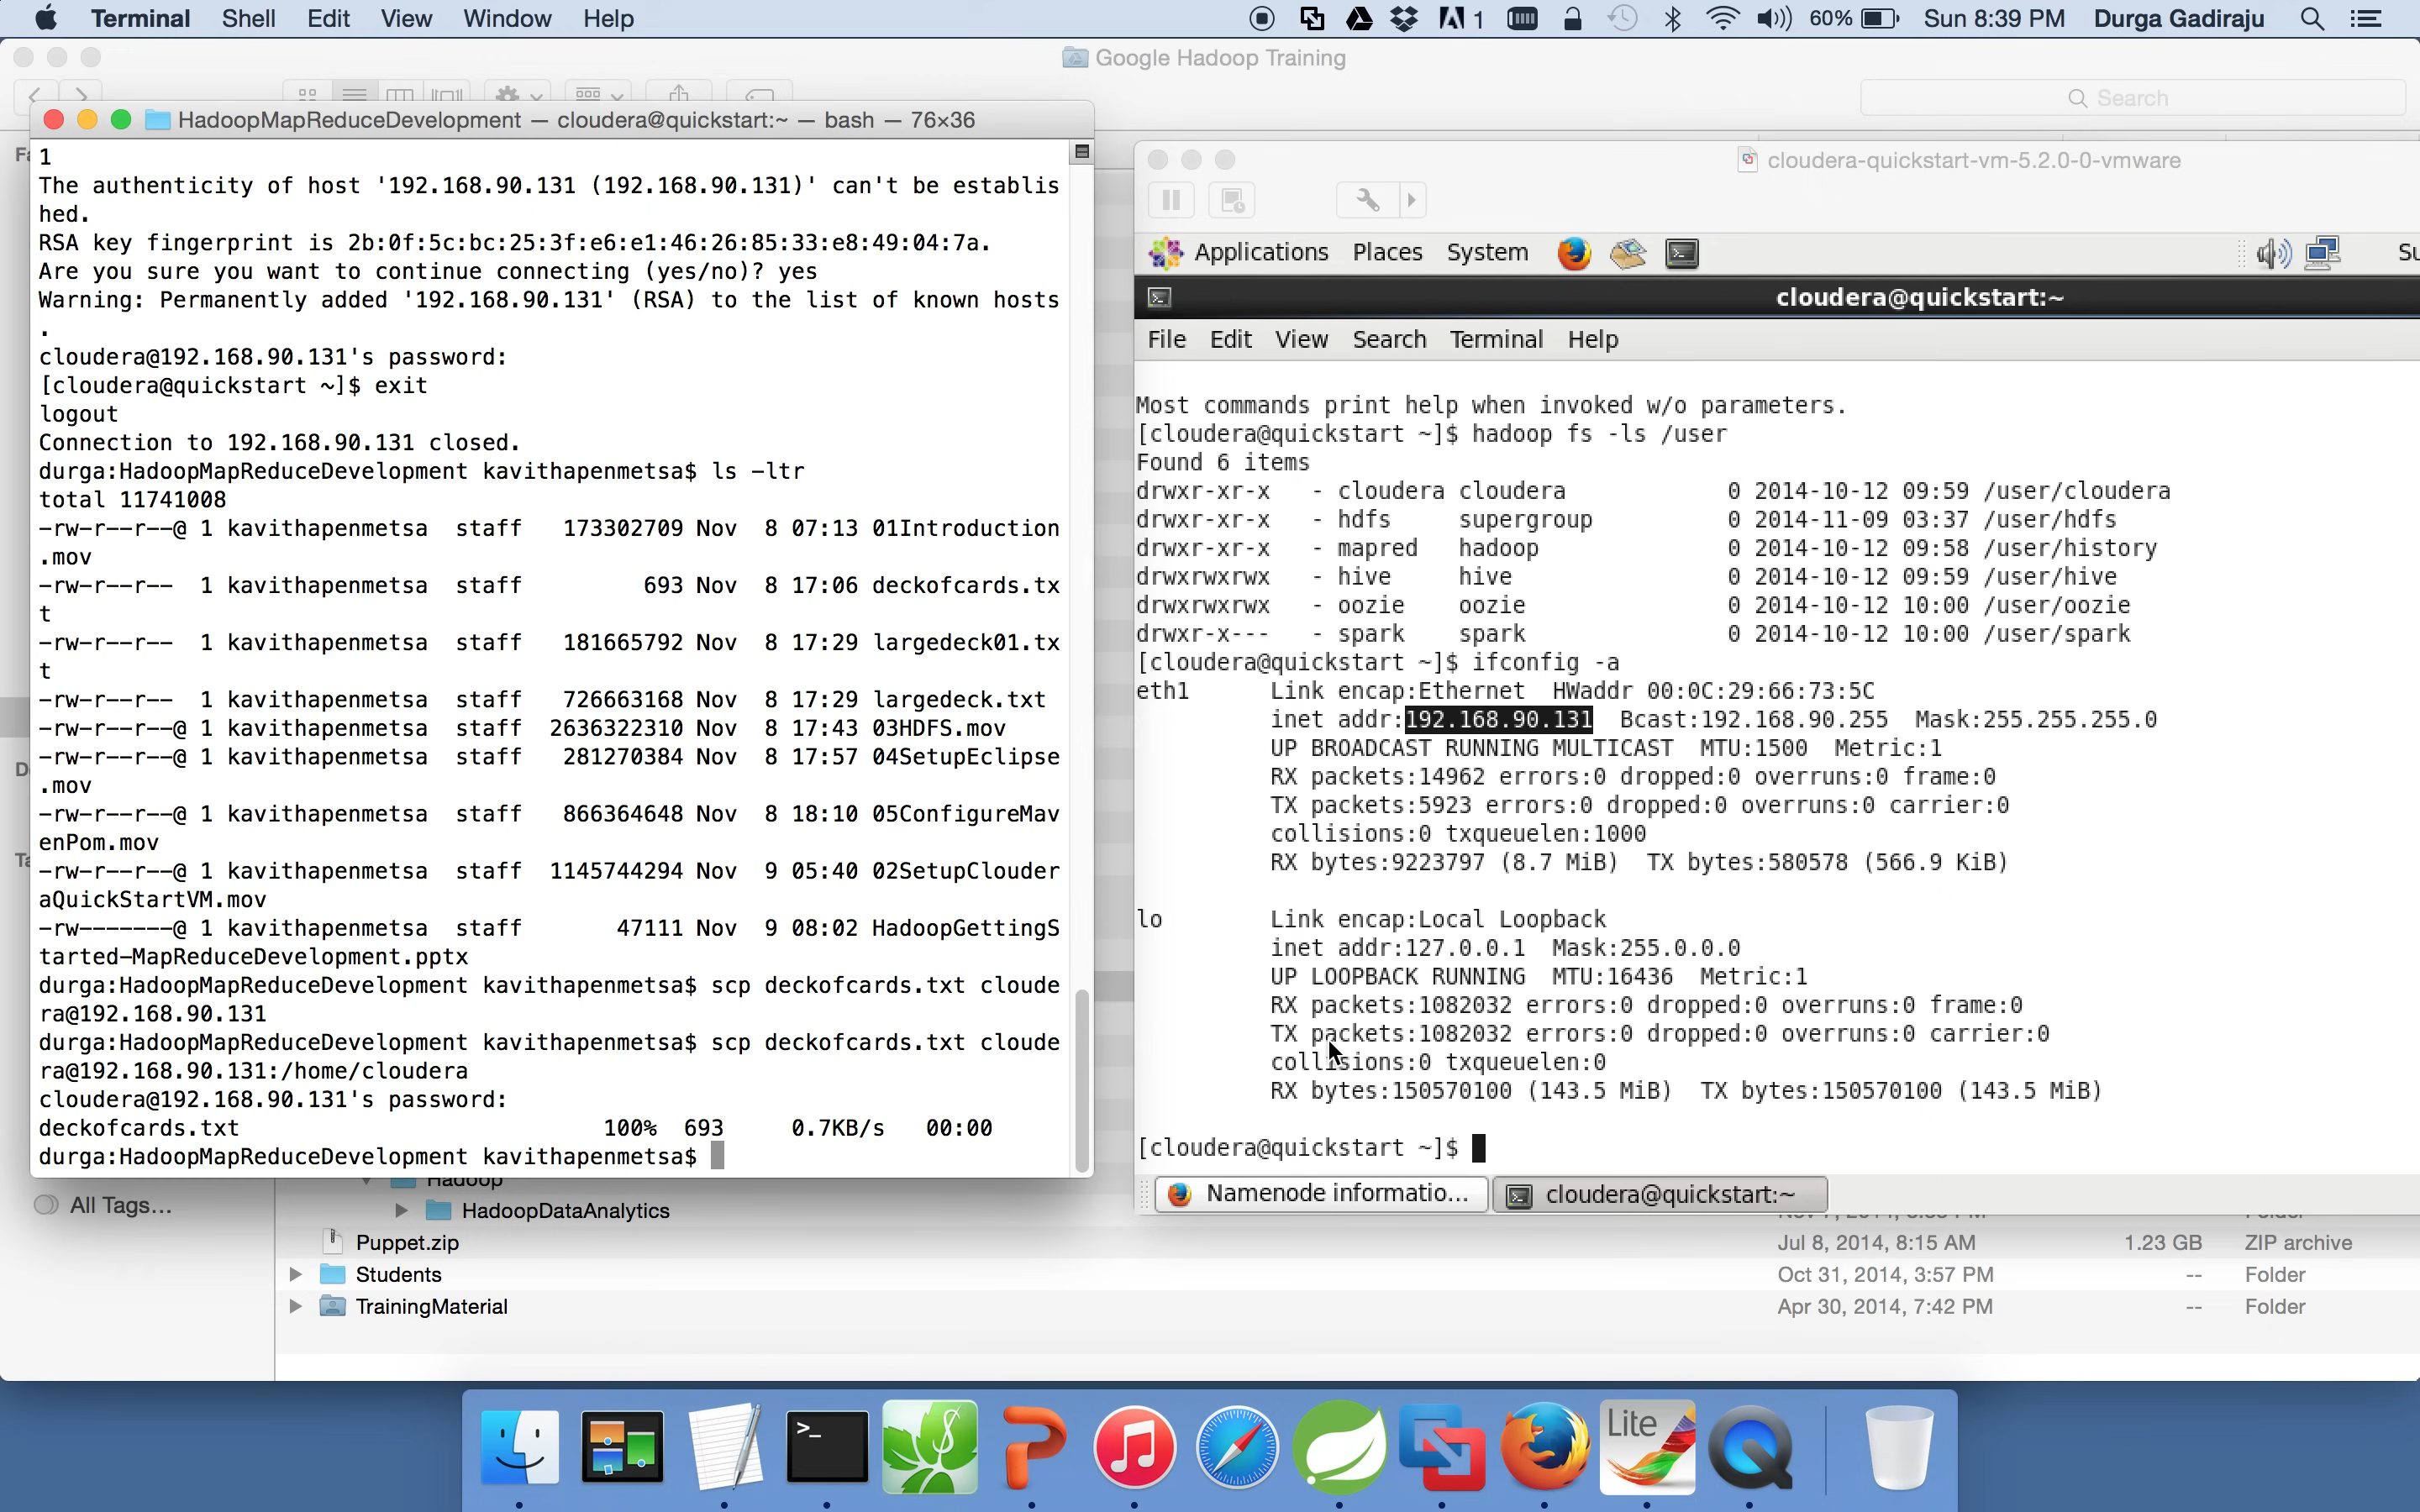 Terminal Shell Edit View Window Help
1 60% Sun 8:39 PM Durga Gadiraju
Google Hadoop Training
Search
HadoopMapReduceDevelopment — cloudera@quickstart:~ — bash — 76×36
1
The authenticity of host '192.168.90.131 (192.168.90.131)' can't be establis
hed.
RSA key fingerprint is 2b:0f:5c:bc:25:3f:e6:e1:46:26:85:33:e8:49:04:7a.
Are you sure you want to continue connecting (yes/no)? yes
Warning: Permanently added '192.168.90.131' (RSA) to the list of known hosts
.
cloudera@192.168.90.131's password:
[cloudera@quickstart ~]$ exit
logout
Connection to 192.168.90.131 closed.
durga:HadoopMapReduceDevelopment kavithapenmetsa$ ls -ltr
total 11741008
-rw-r--r--@ 1 kavithapenmetsa staff 173302709 Nov 8 07:13 01Introduction
.mov
-rw-r--r-- 1 kavithapenmetsa staff 693 Nov 8 17:06 deckofcards.tx
t
-rw-r--r-- 1 kavithapenmetsa staff 181665792 Nov 8 17:29 largedeck01.tx
t
-rw-r--r-- 1 kavithapenmetsa staff 726663168 Nov 8 17:29 largedeck.txt
-rw-r--r--@ 1 kavithapenmetsa staff 2636322310 Nov 8 17:43 03HDFS.mov
-rw-r--r--@ 1 kavithapenmetsa staff 281270384 Nov 8 17:57 04SetupEclipse
.mov
-rw-r--r--@ 1 kavithapenmetsa staff 866364648 Nov 8 18:10 05ConfigureMav
enPom.mov
-rw-r--r--@ 1 kavithapenmetsa staff 1145744294 Nov 9 05:40 02SetupClouder
aQuickStartVM.mov
-rw-------@ 1 kavithapenmetsa staff 47111 Nov 9 08:02 HadoopGettingS
tarted-MapReduceDevelopment.pptx
durga:HadoopMapReduceDevelopment kavithapenmetsa$ scp deckofcards.txt cloude
ra@192.168.90.131
durga:HadoopMapReduceDevelopment kavithapenmetsa$ scp deckofcards.txt cloude
ra@192.168.90.131:/home/cloudera
cloudera@192.168.90.131's password:
deckofcards.txt 100% 693 0.7KB/s 00:00
durga:HadoopMapReduceDevelopment kavithapenmetsa$
cloudera-quickstart-vm-5.2.0-0-vmware
Applications Places System Su
cloudera@quickstart:~
File Edit View Search Terminal Help
Most commands print help when invoked w/o parameters.
[cloudera@quickstart ~]$ hadoop fs -ls /user
Found 6 items
drwxr-xr-x - cloudera cloudera 0 2014-10-12 09:59 /user/cloudera
drwxr-xr-x - hdfs supergroup 0 2014-11-09 03:37 /user/hdfs
drwxr-xr-x - mapred hadoop 0 2014-10-12 09:58 /user/history
drwxrwxrwx - hive hive 0 2014-10-12 09:59 /user/hive
drwxrwxrwx - oozie oozie 0 2014-10-12 10:00 /user/oozie
drwxr-x--- - spark spark 0 2014-10-12 10:00 /user/spark
[cloudera@quickstart ~]$ ifconfig -a
eth1 Link encap:Ethernet HWaddr 00:0C:29:66:73:5C
inet addr:192.168.90.131 Bcast:192.168.90.255 Mask:255.255.255.0
UP BROADCAST RUNNING MULTICAST MTU:1500 Metric:1
RX packets:14962 errors:0 dropped:0 overruns:0 frame:0
TX packets:5923 errors:0 dropped:0 overruns:0 carrier:0
collisions:0 txqueuelen:1000
RX bytes:9223797 (8.7 MiB) TX bytes:580578 (566.9 KiB)
lo Link encap:Local Loopback
inet addr:127.0.0.1 Mask:255.0.0.0
UP LOOPBACK RUNNING MTU:16436 Metric:1
RX packets:1082032 errors:0 dropped:0 overruns:0 frame:0
TX packets:1082032 errors:0 dropped:0 overruns:0 carrier:0
collisions:0 txqueuelen:0
RX bytes:150570100 (143.5 MiB) TX bytes:150570100 (143.5 MiB)
[cloudera@quickstart ~]$
Namenode informatio... cloudera@quickstart:~
All Tags...
Hadoop
HadoopDataAnalytics
Puppet.zip Jul 8, 2014, 8:15 AM 1.23 GB ZIP archive
Students Oct 31, 2014, 3:57 PM -- Folder
TrainingMaterial Apr 30, 2014, 7:42 PM -- Folder
Lite